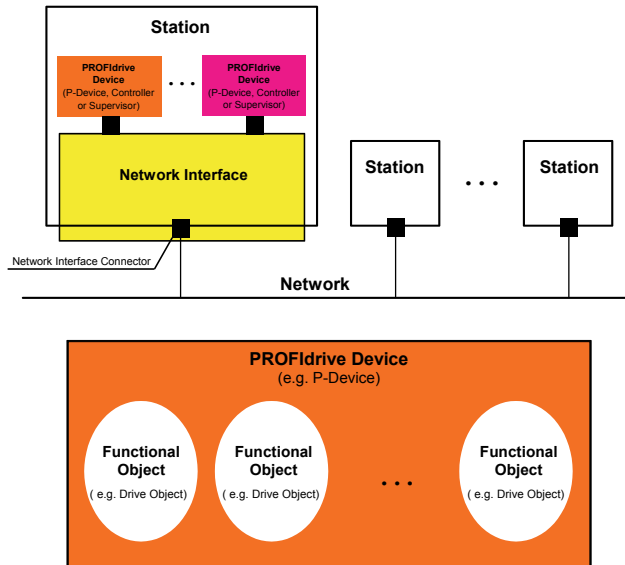 Station
PROFIdrive
Device
(P-Device, Controller
or Supervisor)
...
PROFIdrive
Device
(P-Device, Controller
or Supervisor)
Network Interface
Station
...
Station
Network Interface Connector
Network
PROFIdrive Device
(e.g. P-Device)
Functional
Object
( e.g. Drive Object)
Functional
Object
( e.g. Drive Object)
...
Functional
Object
( e.g. Drive Object)